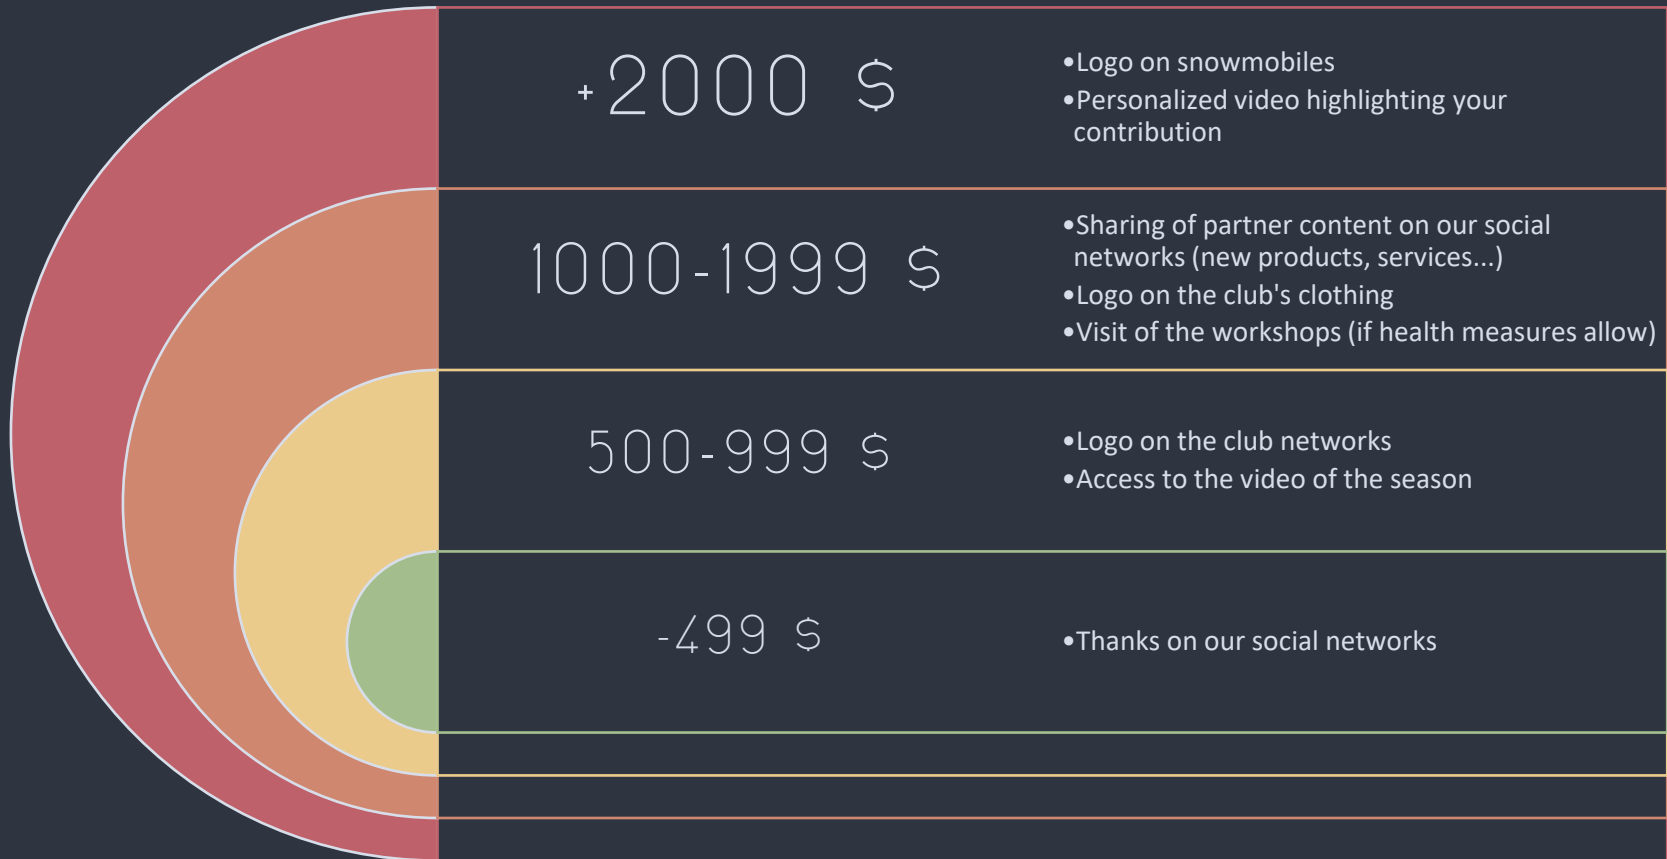 +2000 $
•Logo on snowmobiles
•Personalized video highlighting your
contribution
1000-1999 $
•Sharing of partner content on our social
networks (new products, services...)
•Logo on the club's clothing
•Visit of the workshops (if health measures allow)
500-999 $
•Logo on the club networks
•Access to the video of the season
-499 $
•Thanks on our social networks